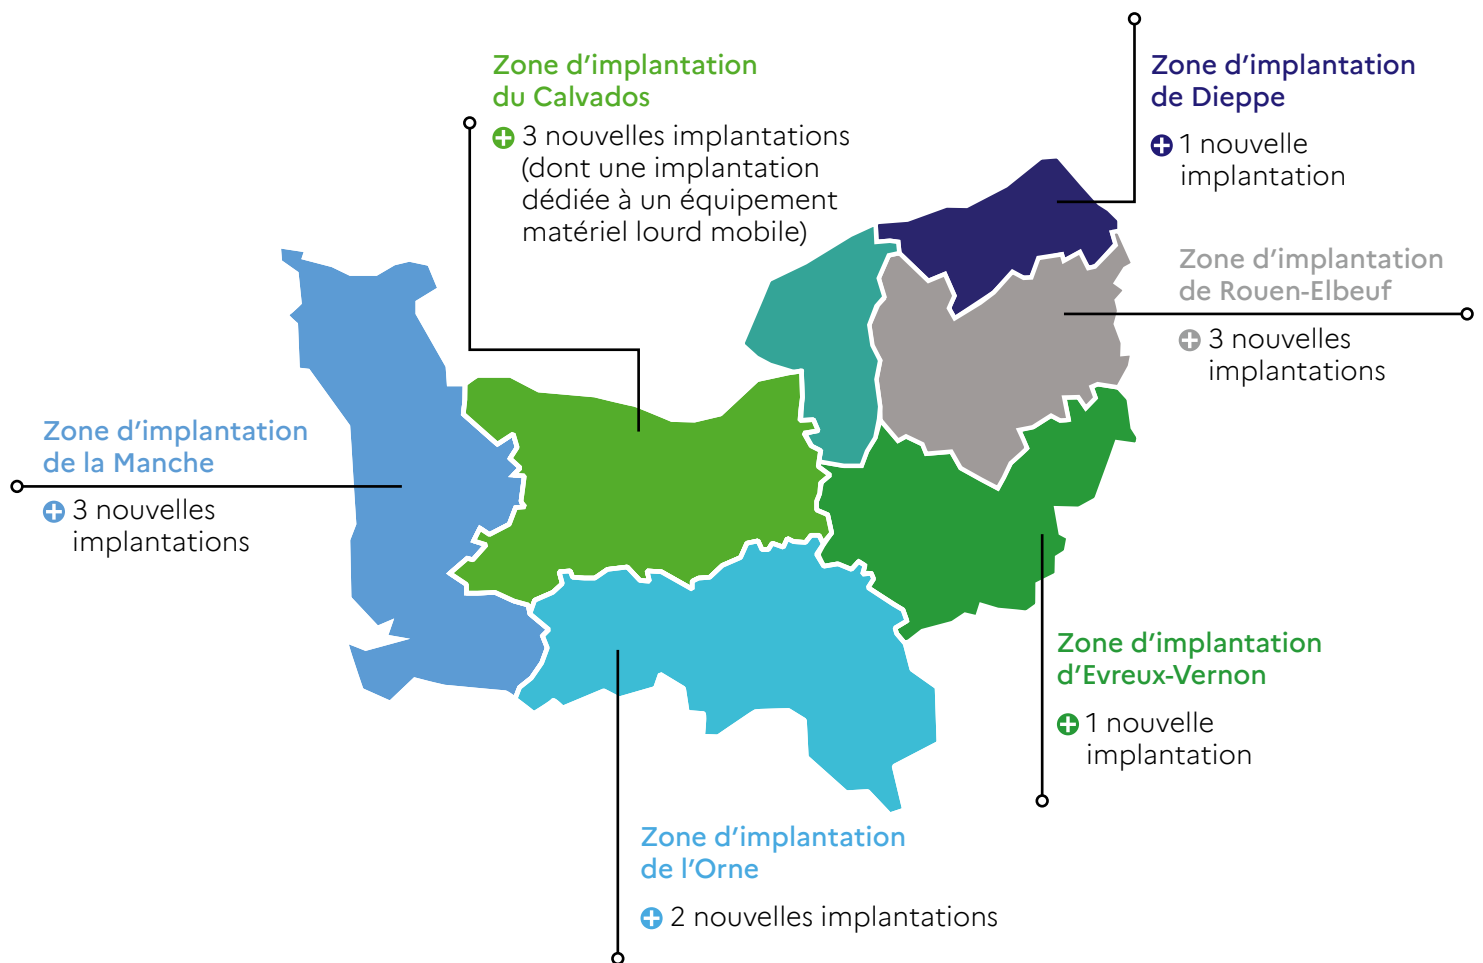 Zone d'implantation
du Calvados
3 nouvelles implantations
(dont une implantation
dédiée à un équipement
matériel lourd mobile)
Zone d'implantation
de Dieppe
1 nouvelle
implantation
Zone d'implantation
de Rouen-Elbeuf
3 nouvelles
implantations
Zone d'implantation
de la Manche
3 nouvelles
implantations
Zone d'implantation
d'Evreux-Vernon
1 nouvelle
implantation
Zone d'implantation
de l'Orne
2 nouvelles implantations